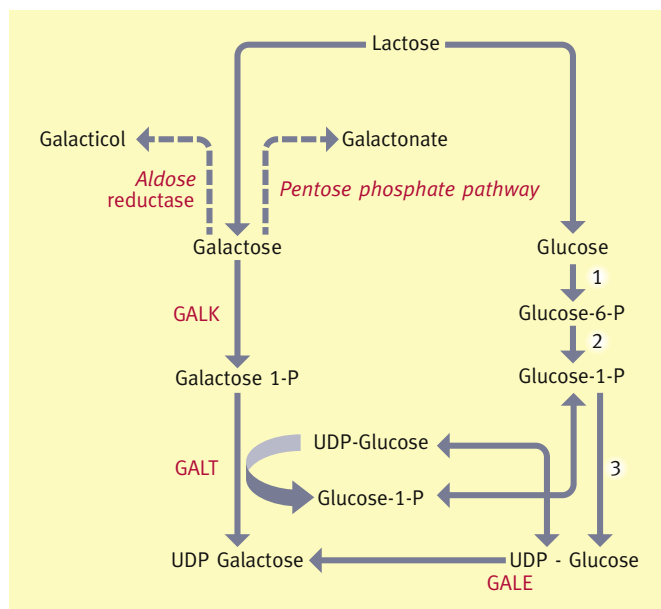 Lactose
Galacticol
Galactonate
Aldose
reductase
Pentose phosphate pathway
Galactose
Glucose
1
GALK
Glucose-6-P
2
Galactose 1-P
Glucose-1-P
UDP-Glucose
GALT
3
Glucose-1-P
UDP Galactose
UDP - Glucose
GALE